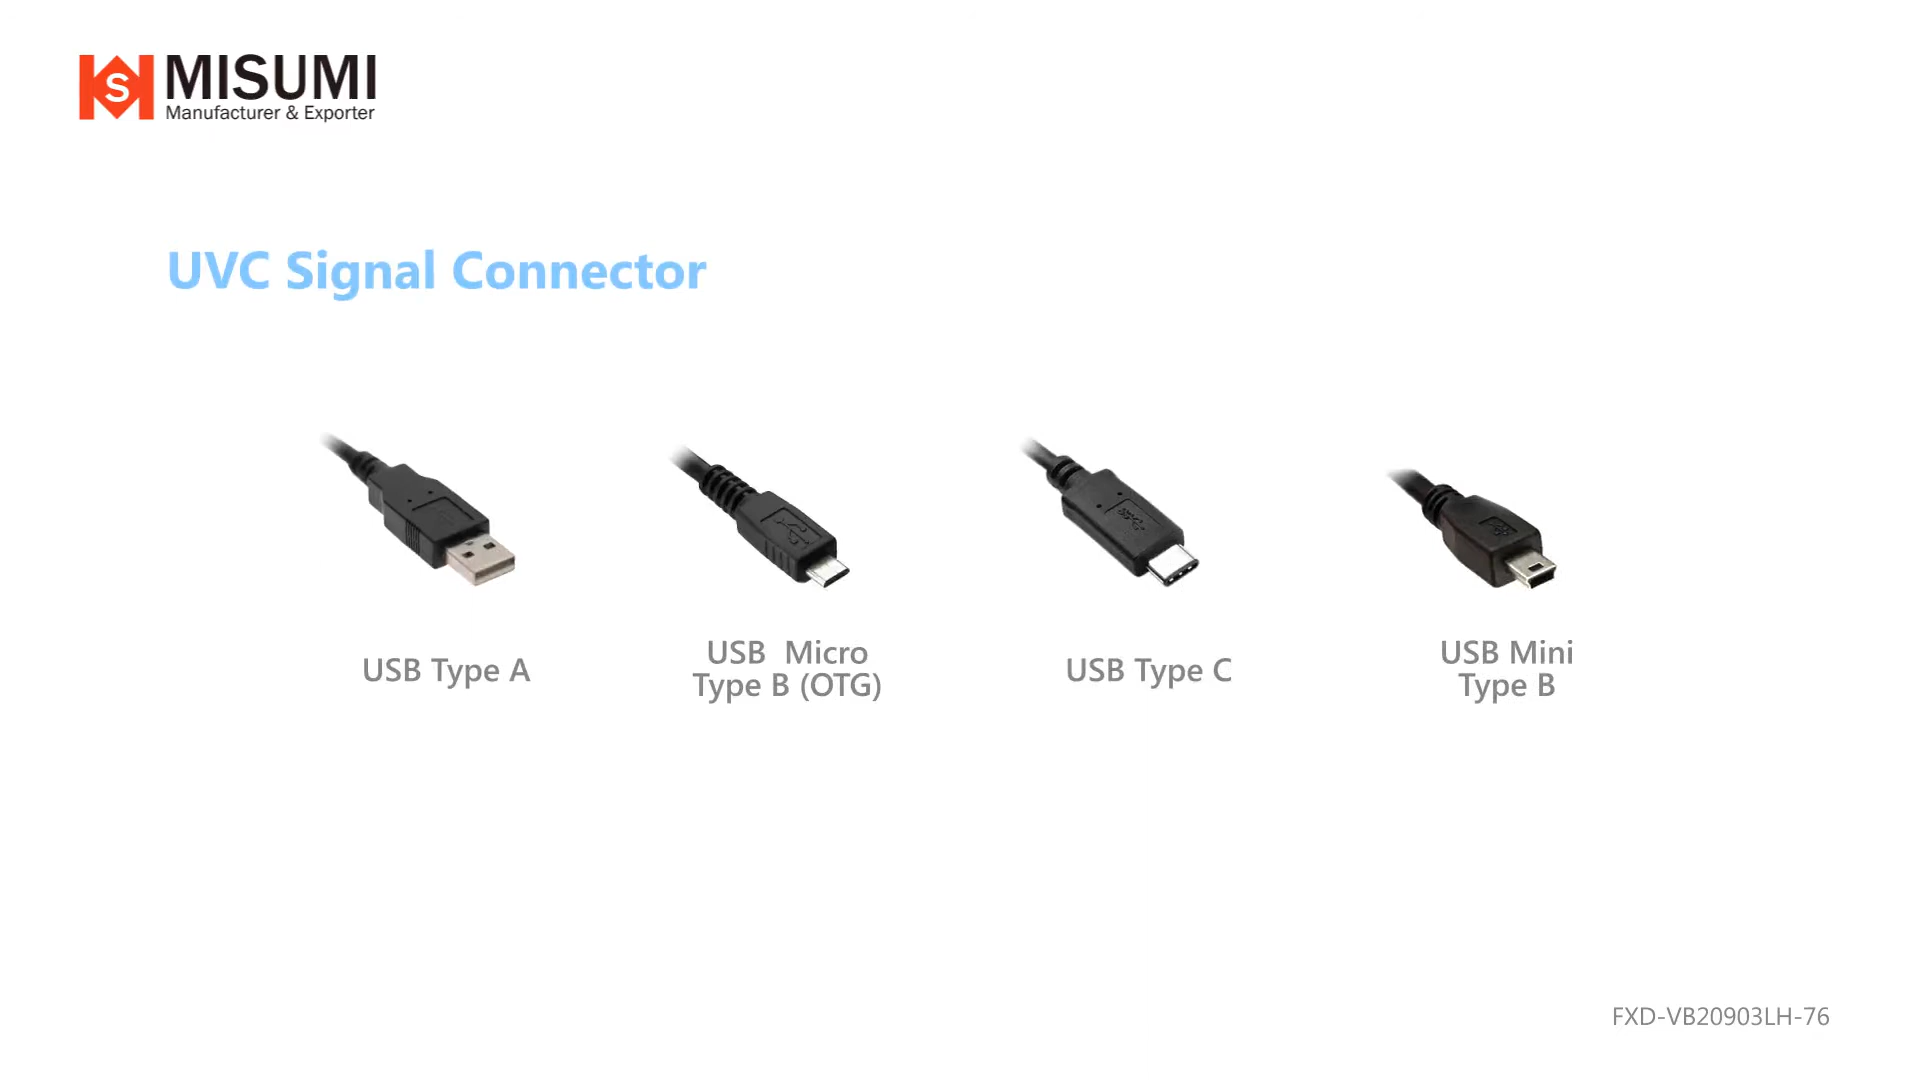 S MISUMI
Manufacturer & Exporter
UVC Signal Connector
USB Type A
USB Micro
Type B (OTG)
USB Type C
USB Mini
Type B
FXD-VB20903LH-76